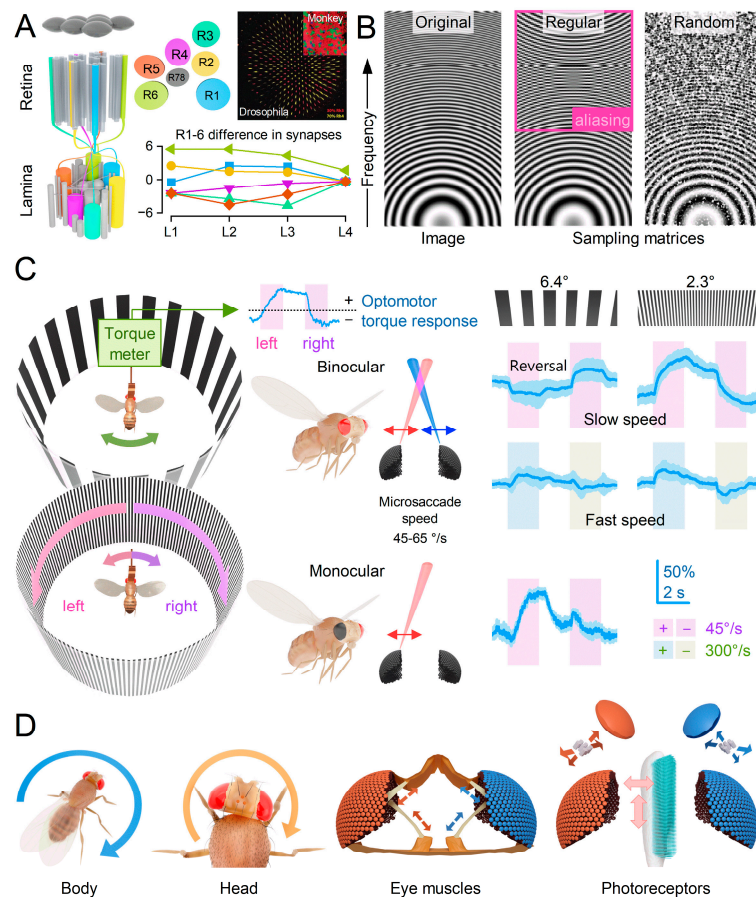 A
Retina
Lamina
R3
R4
R5
R2
R78
R6
R1
Monkey
Drosophila
R1-6 difference in synapses
6
0
−6
L1 L2 L3 L4
B
Original Regular Random
aliasing
Frequency
Image Sampling matrices
C
Torque
meter
+ Optomotor
− torque response
left right
6.4° 2.3°
Binocular
Reversal
Slow speed
Microsaccade
speed
45-65 °/s
Fast speed
left right
Monocular
50%
2 s
+ − 45°/s
+ − 300°/s
D
Body Head Eye muscles Photoreceptors